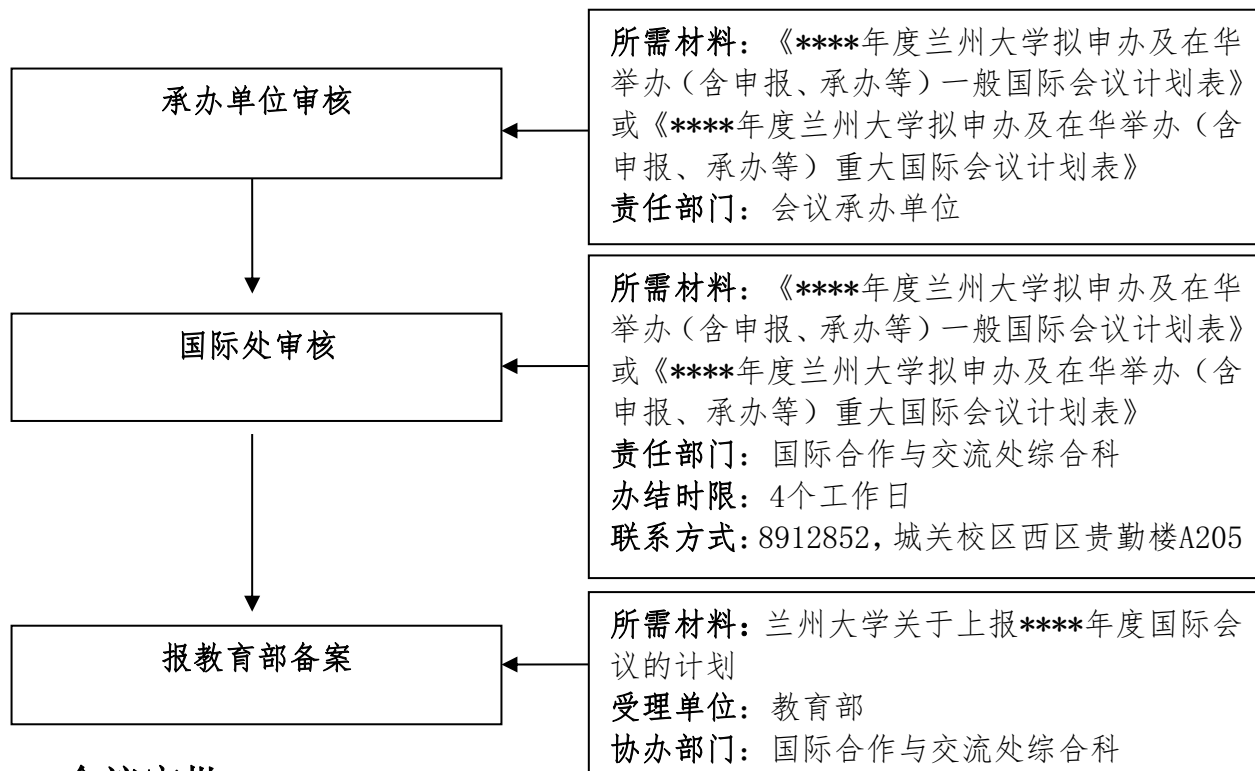 承办单位审核
所需材料：《****年度兰州大学拟申办及在华
举办（含申报、承办等）一般国际会议计划表》
或《****年度兰州大学拟申办及在华举办（含
申报、承办等）重大国际会议计划表》
责任部门：会议承办单位
国际处审核
所需材料：《****年度兰州大学拟申办及在华
举办（含申报、承办等）一般国际会议计划表》
或《****年度兰州大学拟申办及在华举办（含
申报、承办等）重大国际会议计划表》
责任部门：国际合作与交流处综合科
办结时限：4个工作日
联系方式：8912852，城关校区西区贵勤楼A205
报教育部备案
所需材料：兰州大学关于上报****年度国际会
议的计划
受理单位：教育部
协办部门：国际合作与交流处综合科